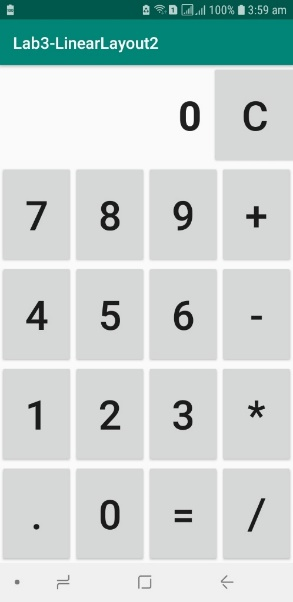 100% 3:59 am
Lab3-LinearLayout2
0 C
7 8 9 +
4 5 6 -
1 2 3 *
. 0 = /